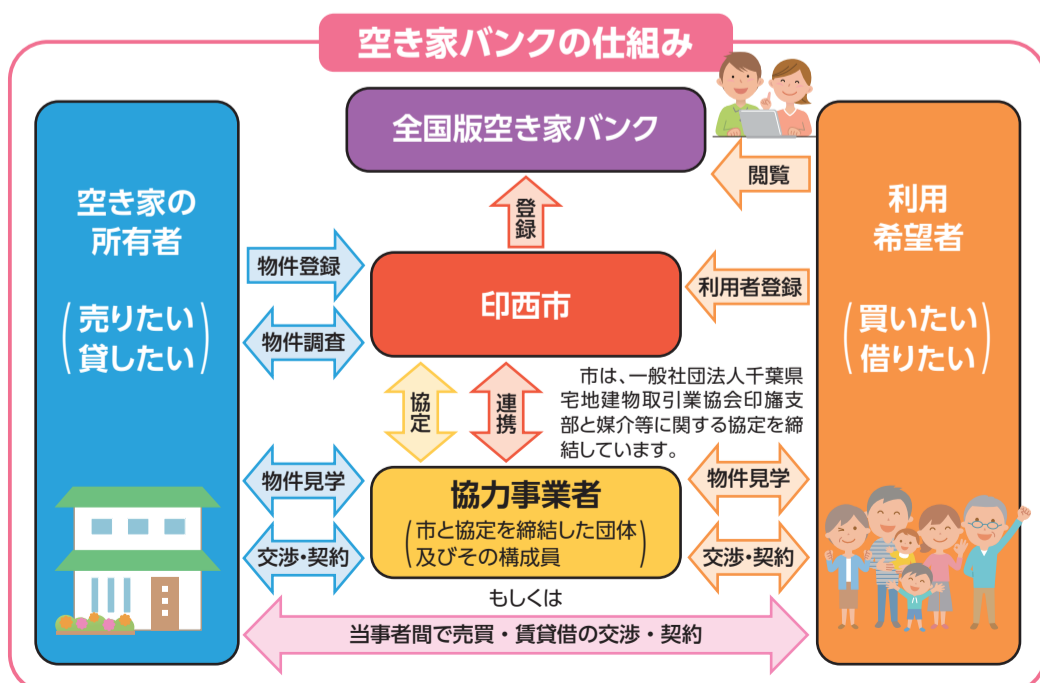 空き家バンクの仕組み
全国版空き家バンク
閲覧
空き家の
所有者
(売りたい
貸したい)
利用
希望者
(買いたい
借りたい)
登録
物件登録
印西市
利用者登録
物件調査
協定
連携
市は、一般社団法人千葉県
宅地建物取引業協会印旛支
部と媒介等に関する協定を締
結しています。
物件見学
協力事業者
(市と協定を締結した団体
及びその構成員)
物件見学
交渉・契約
交渉・契約
もしくは
当事者間で売買・賃貸借の交渉・契約